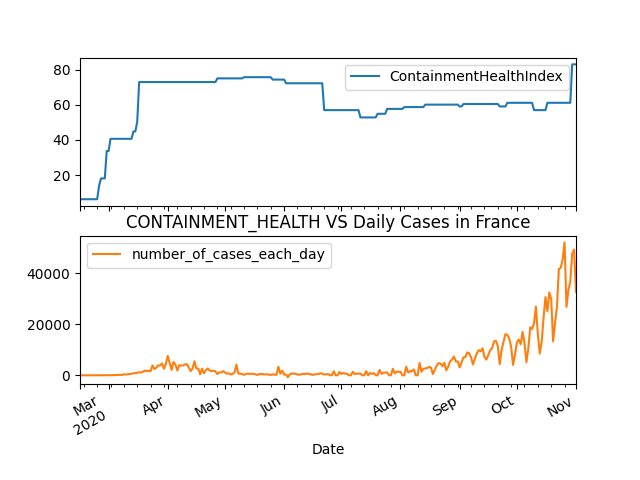 80
60
40
20
ContainmentHealthIndex
CONTAINMENT_HEALTH VS Daily Cases in France
40000
20000
0
number_of_cases_each_day
Mar
2020
Apr
May
Jun
Jul
Aug
Sep
Oct
Nov
Date